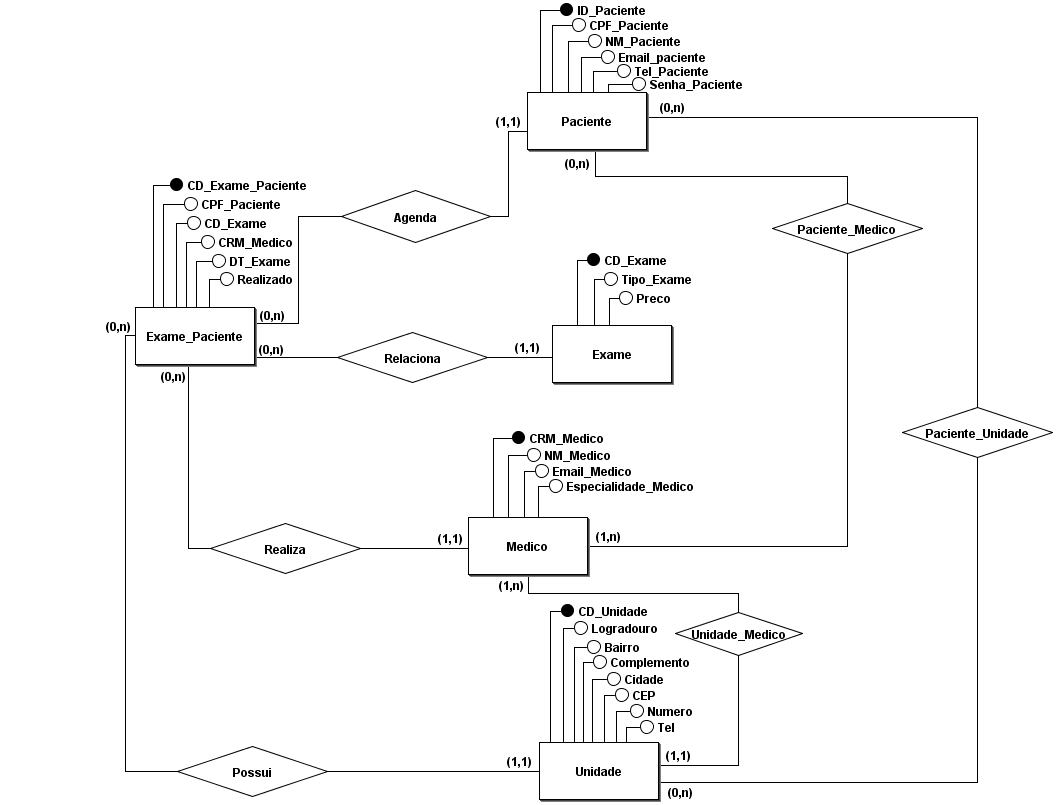 ID_Paciente
CPF_Paciente
NM_Paciente
Email_paciente
Tel_Paciente
Senha_Paciente
Paciente
(0,n)
(1,1)
(0,n)
CD_Exame_Paciente
CPF_Paciente
CD_Exame
CRM_Medico
DT_Exame
Realizado
Agenda
Paciente_Medico
CD_Exame
Tipo_Exame
Preco
(0,n)
(0,n)
Exame_Paciente
(0,n)
Relaciona
(1,1)
Exame
(0,n)
Paciente_Unidade
CRM_Medico
NM_Medico
Email_Medico
Especialidade_Medico
Realiza
(1,1)
Medico
(1,n)
(1,n)
CD_Unidade
Logradouro
Bairro
Complemento
Cidade
CEP
Numero
Tel
Unidade_Medico
Possui
(1,1)
Unidade
(1,1)
(0,n)